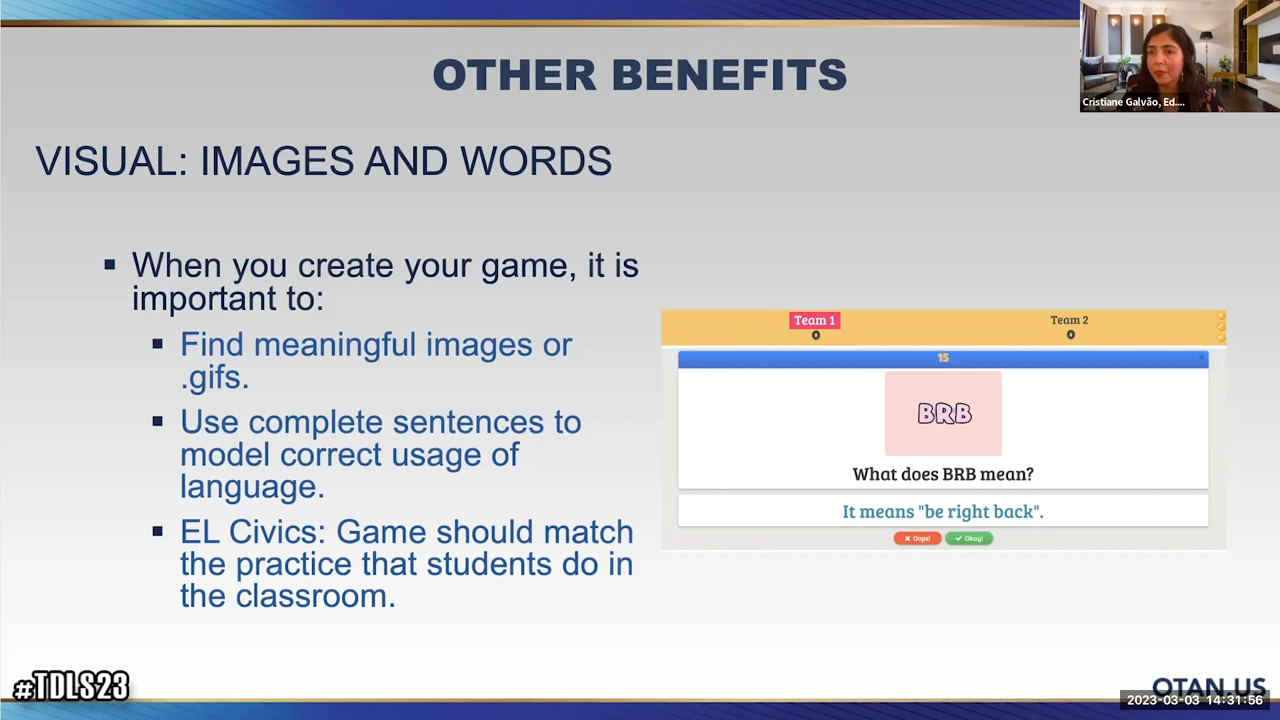 OTHER BENEFITS
Cristiane Galvão, Ed....
VISUAL: IMAGES AND WORDS
▪ When you create your game, it is
important to:
▪ Find meaningful images or
.gifs.
▪ Use complete sentences to
model correct usage of
language.
▪ EL Civics: Game should match
the practice that students do in
the classroom.
Team 1
0
Team 2
0
15
BRB
What does BRB mean?
It means "be right back".
× Oops!
✓ Okay!
#TDLS23
OTAN.US
2023-03-03 14:31:56